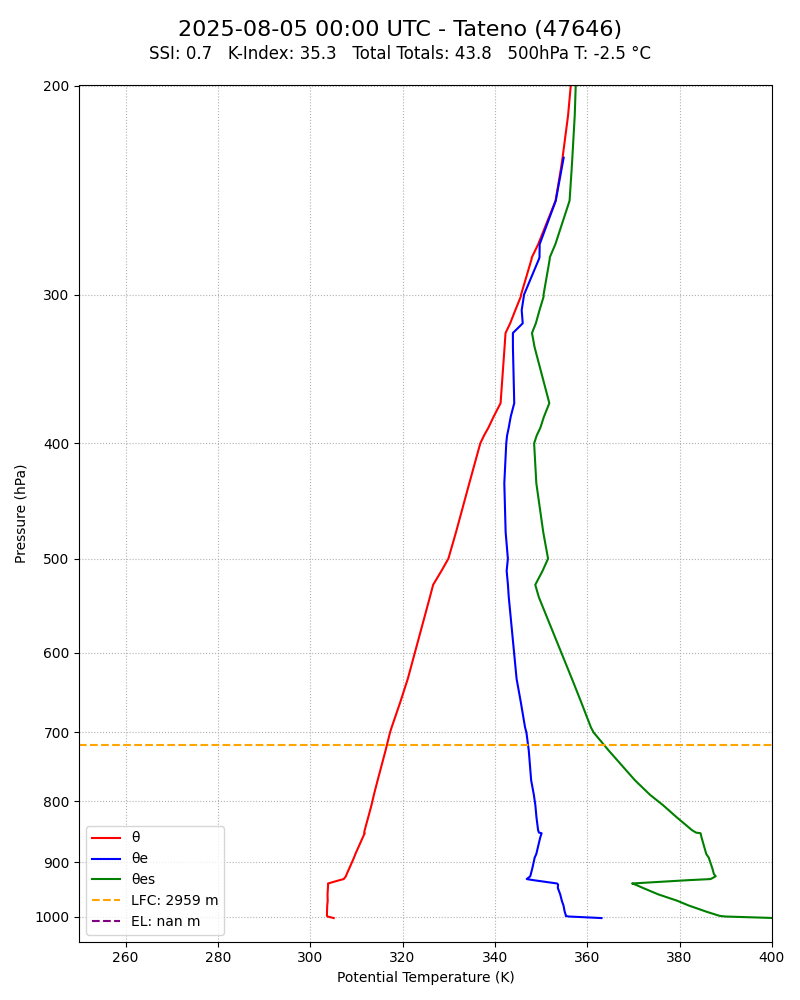 2025-08-05 00:00 UTC - Tateno (47646)
SSI: 0.7   K-Index: 35.3   Total Totals: 43.8   500hPa T: -2.5 °C
200
300
400
500
600
700
800
900
1000
Pressure (hPa)
θ
θe
θes
LFC: 2959 m
EL: nan m
260
280
300
320
340
360
380
400
Potential Temperature (K)